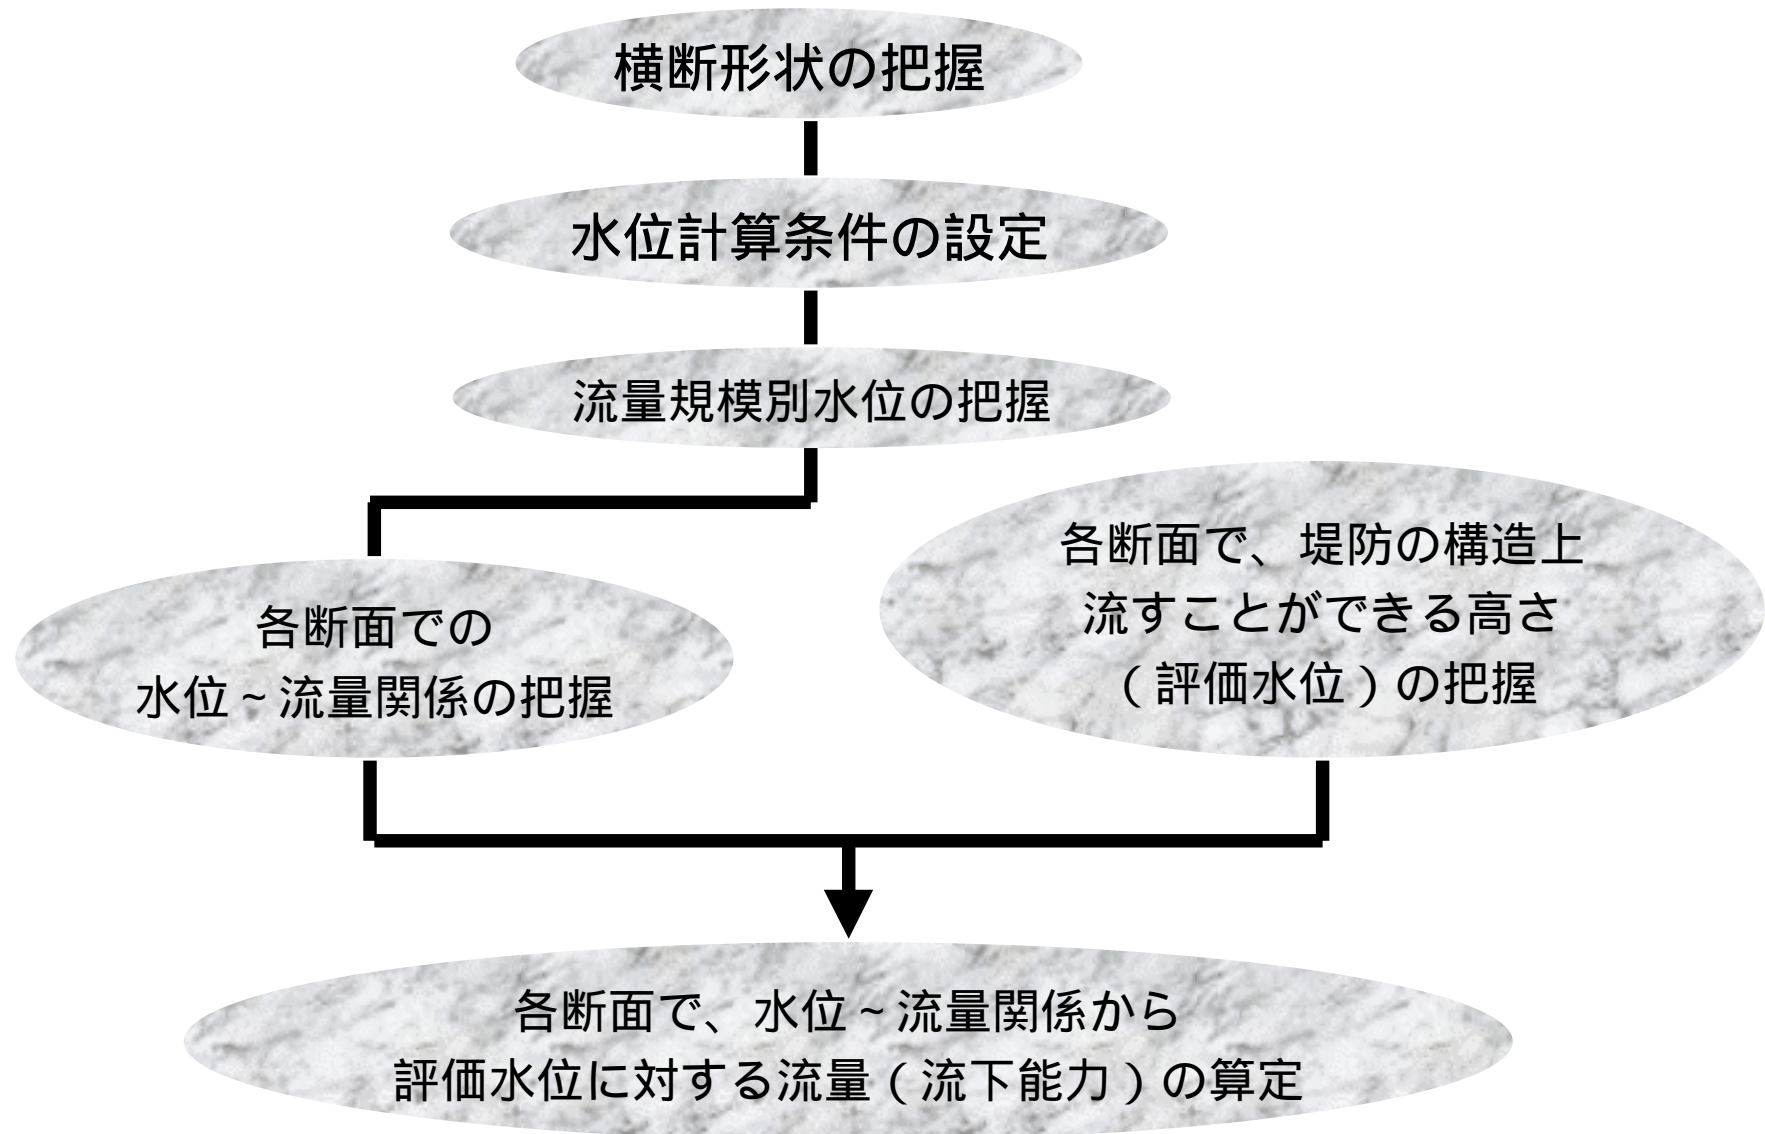 横断形状の把握
水位計算条件の設定
流量規模別水位の把握
各断面での
水位~流量関係の把握
各断面で、堤防の構造上
流すことができる高さ
(評価水位)の把握
各断面で、水位~流量関係から
評価水位に対する流量(流下能力)の算定